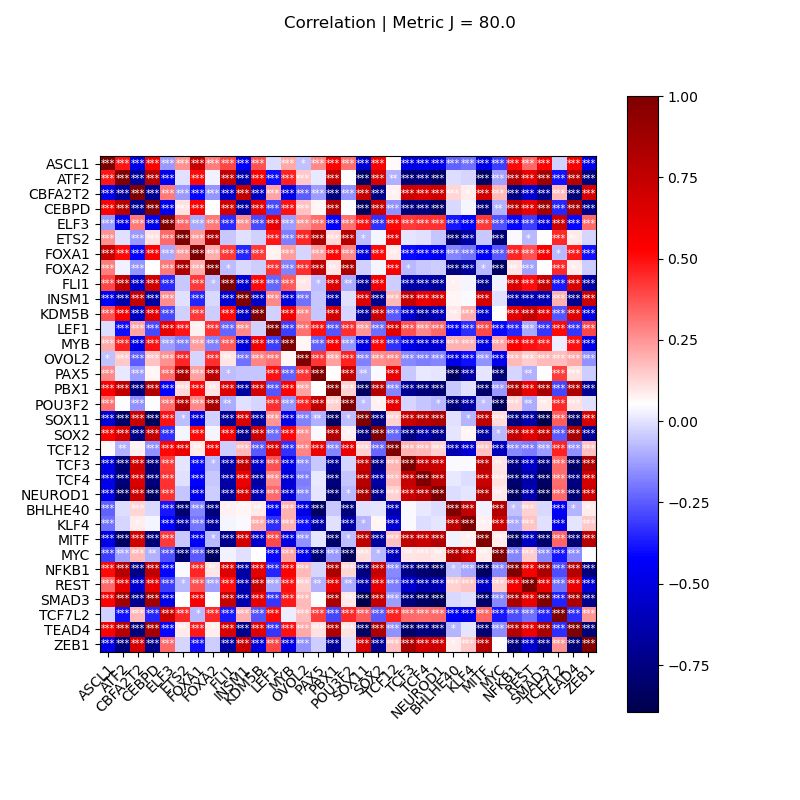 Correlation | Metric J = 80.0
ASCL1
ATF2
CBFA2T2
CEBPD
ELF3
ETS2
FOXA1
FOXA2
FLI1
INSM1
KDM5B
LEF1
MYB
OVOL2
PAX5
PBX1
POU3F2
SOX11
SOX2
TCF12
TCF3
TCF4
NEUROD1
BHLHE40
KLF4
MITF
MYC
NFKB1
REST
SMAD3
TCF7L2
TEAD4
ZEB1
ASCL1
ATF2
CBFA2T2
CEBPD
ELF3
ETS2
FOXA1
FOXA2
FLI1
INSM1
KDM5B
LEF1
MYB
OVOL2
PAX5
PBX1
POU3F2
SOX11
SOX2
TCF12
TCF3
TCF4
NEUROD1
BHLHE40
KLF4
MITF
MYC
NFKB1
REST
SMAD3
TCF7L2
TEAD4
ZEB1
1.00
0.75
0.50
0.25
0.00
−0.25
−0.50
−0.75